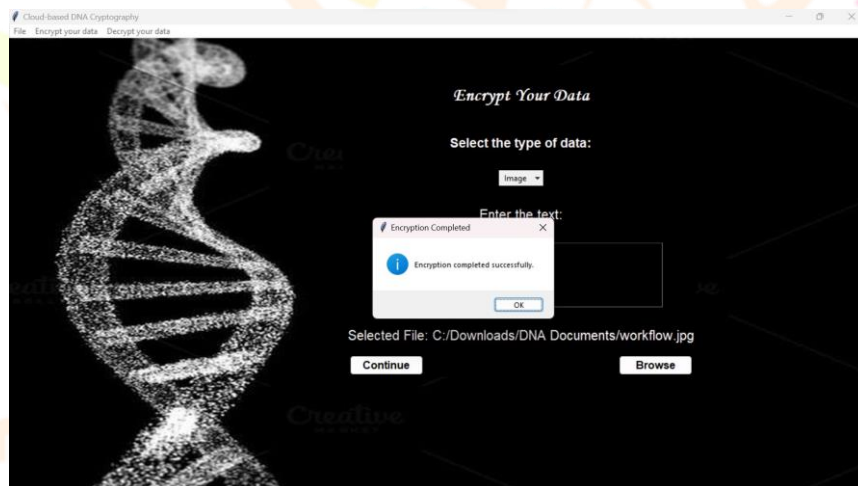 Cloud-based DNA Cryptography
File Encrypt your data Decrypt your data
Encrypt Your Data
Select the type of data:
Image
Enter the text:
Encryption Completed
Encryption completed successfully.
OK
Selected File: C:/Downloads/DNA Documents/workflow.jpg
Continue Browse
Creative